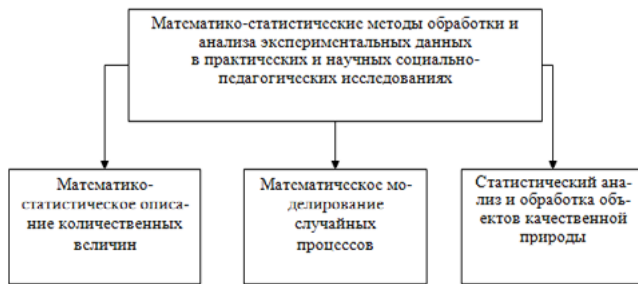 Математико-статистические методы обработки и
анализа экспериментальных данных
в практических и научных социально-
педагогических исследованиях
Математико-
статистическое описа-
ние количественных
величин
Математическое мо-
делирование
случайных
процессов
Статистический ана-
лиз и обработка объ-
ектов качественной
природы